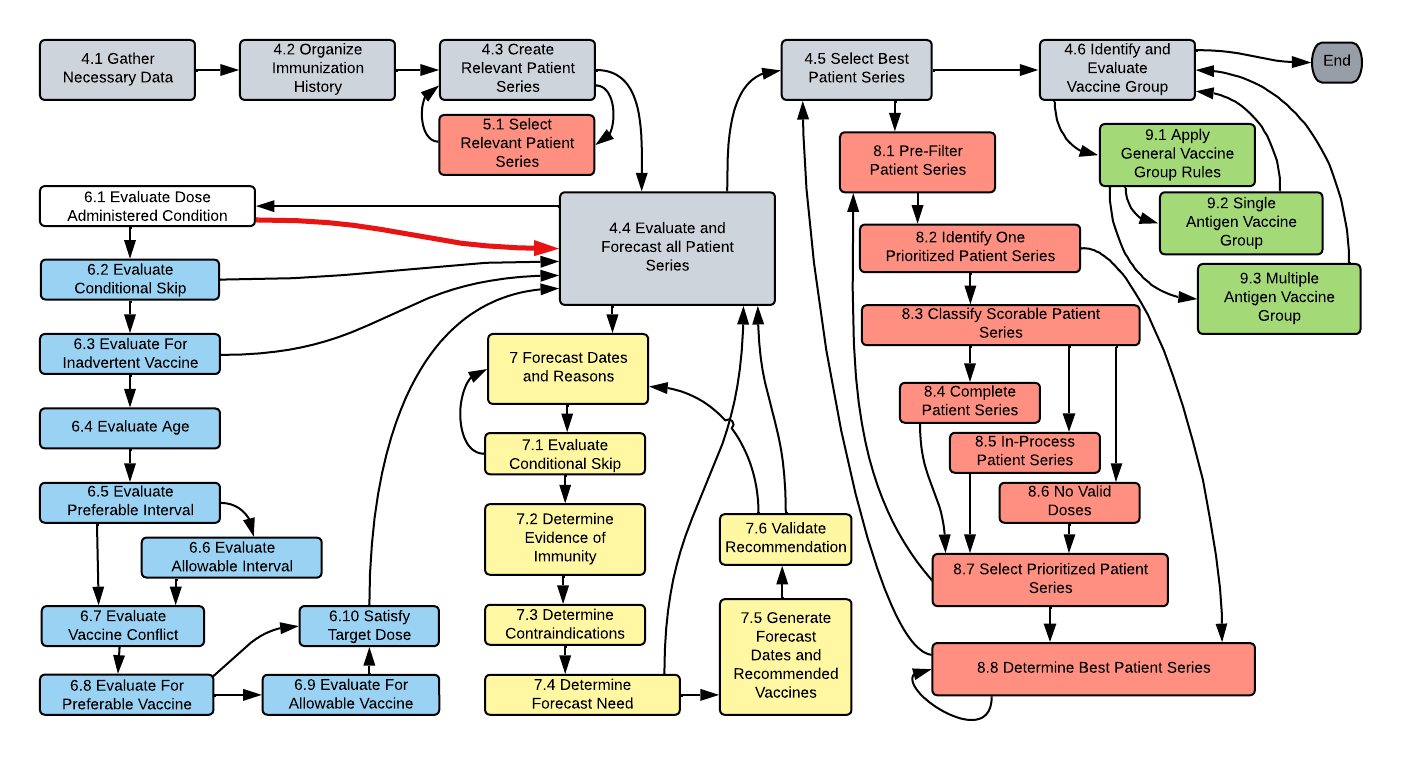 4.1 Gather
Necessary Data
4.2 Organize
Immunization
History
4.3 Create
Relevant Patient
Series
5.1 Select
Relevant Patient
Series
4.5 Select Best
Patient Series
4.6 Identify and
Evaluate
Vaccine Group
End
9.1 Apply
General Vaccine
Group Rules
9.2 Single
Antigen Vaccine
Group
9.3 Multiple
Antigen Vaccine
Group
6.1 Evaluate Dose
Administered Condition
4.4 Evaluate and
Forecast all Patient
Series
6.2 Evaluate
Conditional Skip
6.3 Evaluate For
Inadvertent Vaccine
6.4 Evaluate Age
6.5 Evaluate
Preferable Interval
6.6 Evaluate
Allowable Interval
6.7 Evaluate
Vaccine Conflict
6.8 Evaluate For
Preferable Vaccine
6.9 Evaluate For
Allowable Vaccine
6.10 Satisfy
Target Dose
7 Forecast Dates
and Reasons
7.1 Evaluate
Conditional Skip
7.2 Determine
Evidence of
Immunity
7.3 Determine
Contraindications
7.4 Determine
Forecast Need
7.5 Generate
Forecast
Dates and
Recommended
Vaccines
7.6 Validate
Recommendation
8.1 Pre-Filter
Patient Series
8.2 Identify One
Prioritized Patient Series
8.3 Classify Scorable Patient
Series
8.4 Complete
Patient Series
8.5 In-Process
Patient Series
8.6 No Valid
Doses
8.7 Select Prioritized Patient
Series
8.8 Determine Best Patient Series